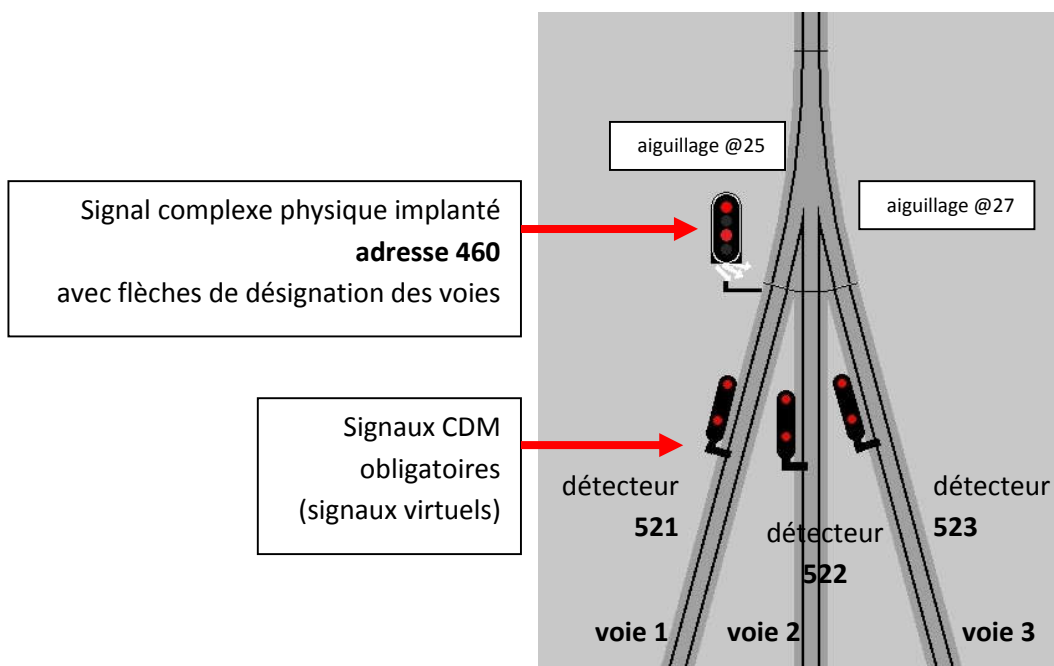 aiguillage @25
aiguillage @27
Signal complexe physique implanté
adresse 460
avec flèches de désignation des voies
Signaux CDM
obligatoires
(signaux virtuels)
détecteur
521
détecteur
522
détecteur
523
voie 1
voie 2
voie 3